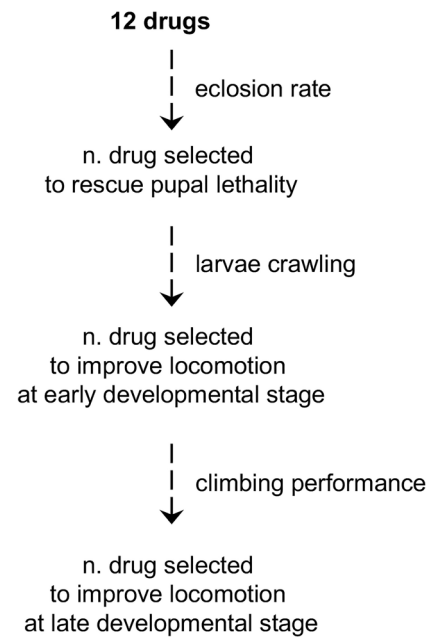 12 drugs
eclosion rate
n. drug selected
to rescue pupal lethality
larvae crawling
n. drug selected
to improve locomotion
at early developmental stage
climbing performance
n. drug selected
to improve locomotion
at late developmental stage